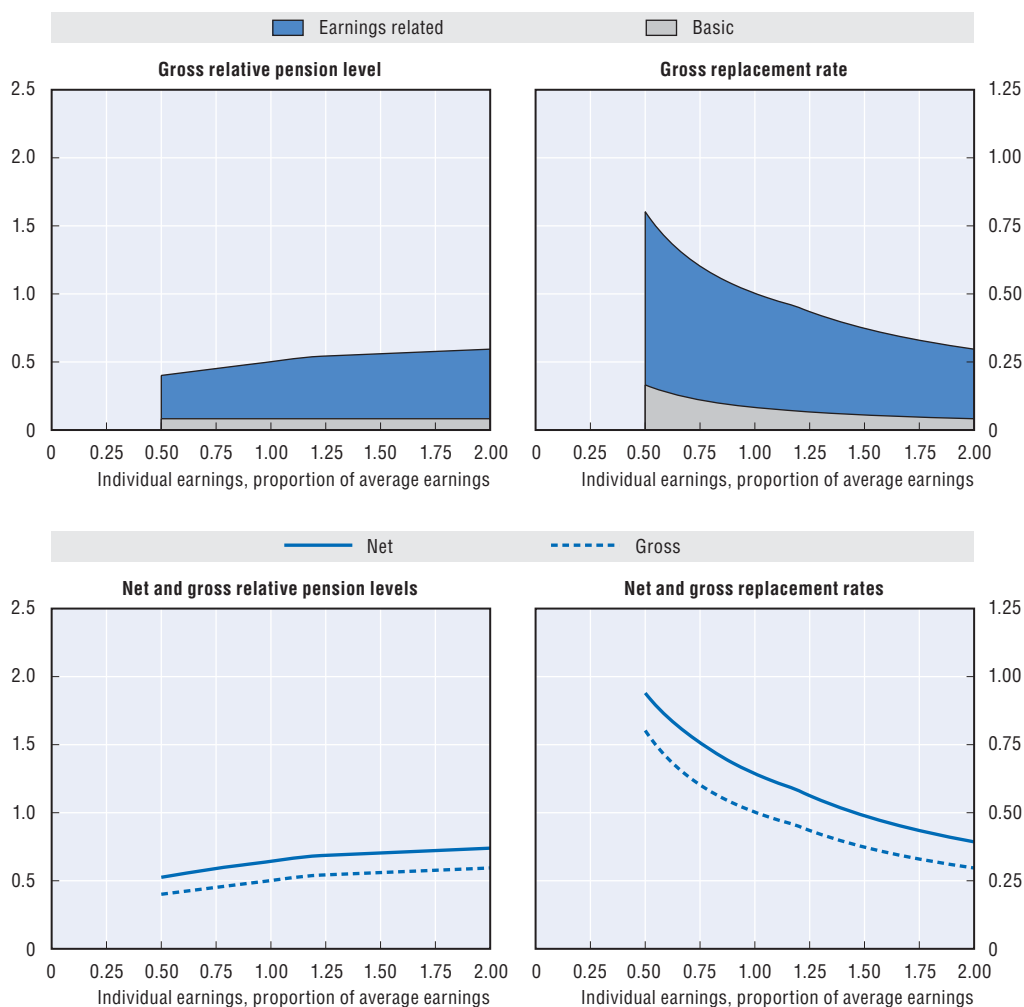 Earnings related Basic
Gross relative pension level
2.5
2.0
1.5
1.0
0.5
0
0 0.25 0.50 0.75 1.00 1.25 1.50 1.75 2.00
Individual earnings, proportion of average earnings
Gross replacement rate
1.25
1.00
0.75
0.50
0.25
0
0 0.25 0.50 0.75 1.00 1.25 1.50 1.75 2.00
Individual earnings, proportion of average earnings
Net Gross
Net and gross relative pension levels
2.5
2.0
1.5
1.0
0.5
0
0 0.25 0.50 0.75 1.00 1.25 1.50 1.75 2.00
Individual earnings, proportion of average earnings
Net and gross replacement rates
1.25
1.00
0.75
0.50
0.25
0
0 0.25 0.50 0.75 1.00 1.25 1.50 1.75 2.00
Individual earnings, proportion of average earnings